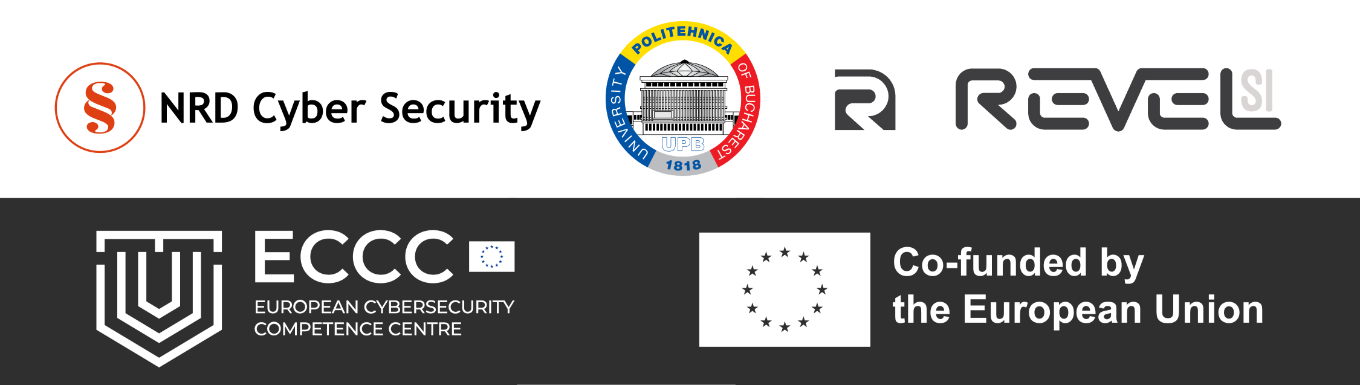 NRD Cyber Security
UNIVERSITY POLITEHNICA OF BUCHAREST
UPB
1818
REVEL SI
ECCC
EUROPEAN CYBERSECURITY
COMPETENCE CENTRE
Co-funded by
the European Union